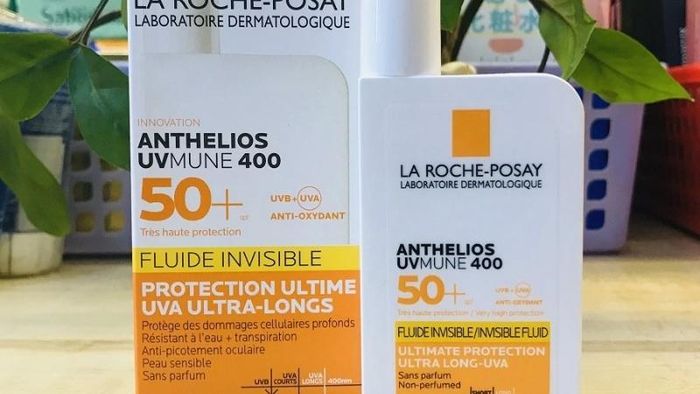 LA ROCHE-POSAY
LABORATOIRE DERMATOLOGIQUE
INNOVATION
ANTHELIOS
UVMUNE 400
50+
Très haute protection
UVB+UVA
ANTI-OXYDANT
FLUIDE INVISIBLE
PROTECTION ULTIME
UVA ULTRA-LONGS
Protège des dommages cellulaires profonds
Résistant à l'eau + transpiration
Anti-picotement oculaire
Peau sensible
Sans parfum
UVB UVA COURTS UVA LONGS 400nm
LA ROCHE-POSAY
LABORATOIRE DERMATOLOGIQUE
ANTHELIOS
UVMUNE 400
50+
UVB+UVA
ANTI-OXYDANT
Très haute protection / Very high protection
FLUIDE INVISIBLE/INVISIBLE FLUID
ULTIMATE PROTECTION
ULTRA LONG-UVA
Sans parfum
Non-perfumed
SHORT
化粧水